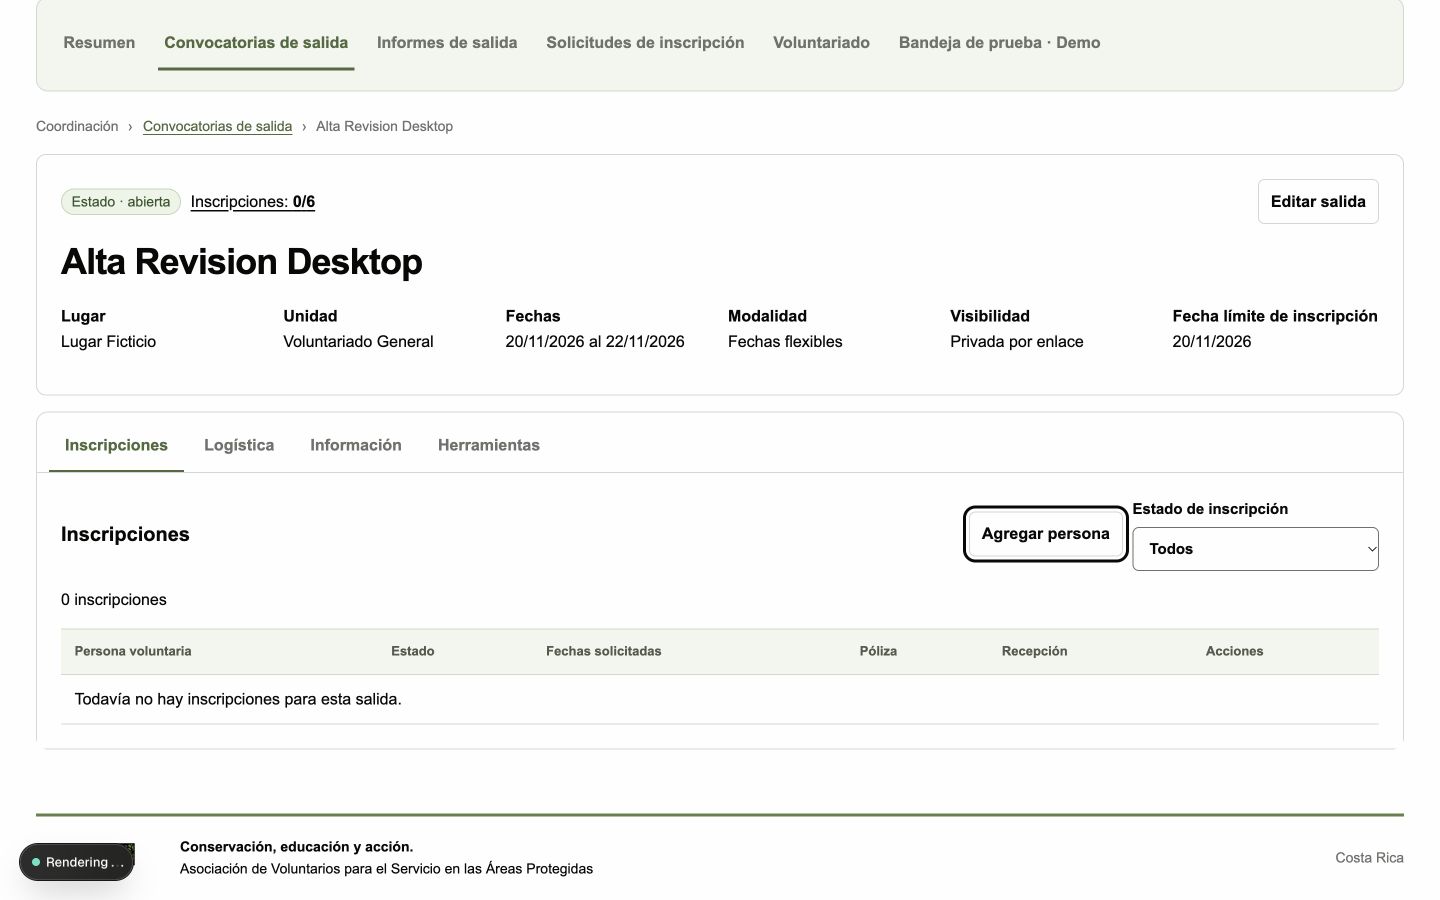 Resumen Convocatorias de salida Informes de salida Solicitudes de inscripción Voluntariado Bandeja de prueba · Demo
Coordinación › Convocatorias de salida › Alta Revision Desktop
Estado · abierta Inscripciones: 0/6 Editar salida
Alta Revision Desktop
Lugar Unidad Fechas Modalidad Visibilidad Fecha límite de inscripción
Lugar Ficticio Voluntariado General 20/11/2026 al 22/11/2026 Fechas flexibles Privada por enlace 20/11/2026
Inscripciones Logística Información Herramientas
Estado de inscripción
Inscripciones Agregar persona Todos
0 inscripciones
Persona voluntaria Estado Fechas solicitadas Póliza Recepción Acciones
Todavía no hay inscripciones para esta salida.
Conservación, educación y acción.
Asociación de Voluntarios para el Servicio en las Áreas Protegidas
Costa Rica
Rendering . .